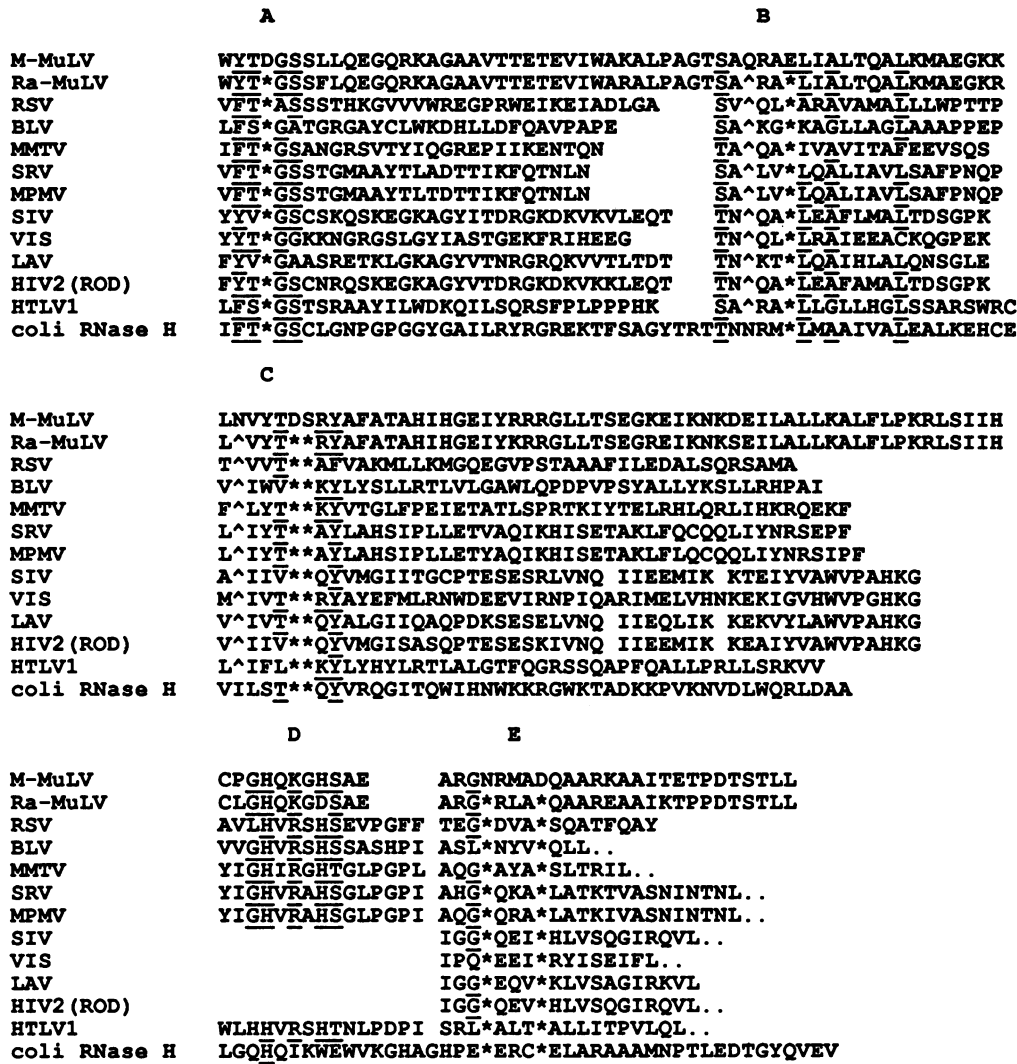 A B
M-MuLV WYTDGSSLLQEGQRKAGAAVTTETEVIWAKALPAGTSAQRAELIALTQALKMAEGKK
Ra-MuLV WYT*GSSFLQEGQRKAGAAVTTETEVIWARALPAGTSAQRA*LIALTQALKMAEGKR
RSV VFT*ASSSTHKGVVVWREGPRWEIKEIADLGA SV^QL*ARAVAMALLLWPTTP
BLV LFS*GATGRGAYCLWKDHLLDFQAVPAPE SA^KG*KAGLLAGLAAAPPEP
MMTV IFT*GSANGRSVTYIQGREPIIKENTQN TA^QA*IVAVITAFEEVSQS
SRV VFT*GSSTGMAAYTLADTTIKFQTNLN SA^LV*LQALIAVLSAFPNQP
MPMV VFT*GSSTGMAAYTLTDTTIKFQTNLN SA^LV*LQALIAVLSAFPNQP
SIV YYV*GSCSKQSKEGKAGYITDRGKDKVKVLEQT TN^QA*LEAFLMALTDSGPK
VIS YYT*GGKKNGRGSLGYIASTGEKFRIHEEG TN^QL*LRAIEEACKQGPEK
LAV FYV*GAASRETKLGKAGYVTNRGRQKVVTLTDT TN^KT*LQAIHLALQNSGLE
HIV2(ROD) FYT*GSCNRQSKEGKAGYVTDRGKDKVKKLEQT TN^QA*LEAFAMALTDSGPK
HTLV1 LFS*GSTSRAAYILWDKQILSQRSFPLPPPHK SA^RA*LLGLLHGLSSARSWRC
coli RNase H IFT*GSCLGNPGPGGYGAILRYRGREKTFSAGYTRTTNNRM*LMAAIVALEALKEHCE
C
M-MuLV LNVYTDSRYAFATAHIHGEIYRRRGLLTSEGKEIKNKDEILALLKALFLPKRLSIIH
Ra-MuLV L^VYT**RYAFATAHIHGEIYKRRGLLTSEGREIKNKSEILALLKALFLPKRLSIIH
RSV T^VVT**AFVAKMLLKMGQEGVPSTAAAFILEDALSQRSAMA
BLV V^IWV**KYLYSLLRTLVLGAWLQPDPVPSYALLYKSLLRHPAI
MMTV F^LYT**KYVTGLFPEIETATLSPRTKIYTELRHLQRLIHKRQEKF
SRV L^IYT**AYLAHSIPLLETVAQIKHISETAKLFQCQQLIYNRSEPF
MPMV L^IYT**AYLAHSIPLLETYAQIKHISETAKLFLQCQQLIYNRSIPF
SIV A^IIV**QYVMGIITGCPTESESRLVNQ IIEEMIK KTEIYVAWVPAHKG
VIS M^IVT**RYAYEFMLRNWDEEVIRNPIQARIMELVHNKEKIGVHWVPGHKG
LAV V^IVT**QYALGIIQAQPDKSESELVNQ IIEQLIK KEKVYLAWVPAHKG
HIV2(ROD) V^IIV**QYVMGISASQPTESESKIVNQ IIEEMIK KEAIYVAWVPAHKG
HTLV1 L^IFL**KYLYHYLRTLALGTFQGRSSQAPFQALLPRLLSRKVV
coli RNase H VILST**QYVRQGITQWIHNWKKRGWKTADKKPVKNVDLWQRLDAA
D E
M-MuLV CPGHQKGHSAE ARGNRMADQAARKAAITETPDTSTLL
Ra-MuLV CLGHQKGDSAE ARG*RLA*QAAREAAIKTPPDTSTLL
RSV AVLHVRSHSEVPGFF TEG*DVA*SQATFQAY
BLV VVGHVRSHSSASHPI ASL*NYV*QLL..
MMTV YIGHIRGHTGLPGPL AQG*AYA*SLTRIL..
SRV YIGHVRAHSGLPGPI AHG*QKA*LATKTVASNINTNL..
MPMV YIGHVRAHSGLPGPI AQG*QRA*LATKIVASNINTNL..
SIV IGG*QEI*HLVSQGIRQVL..
VIS IPQ*EEI*RYISEIFL..
LAV IGG*EQV*KLVSAGIRKVL
HIV2(ROD) IGG*QEV*HLVSQGIRQVL..
HTLV1 WLHHVRSHTNLPDPI SRL*ALT*ALLITPVLQL..
coli RNase H LGQHQIKWEWVKGHAGHPE*ERC*ELARAAAMNPTLEDTGYQVEV